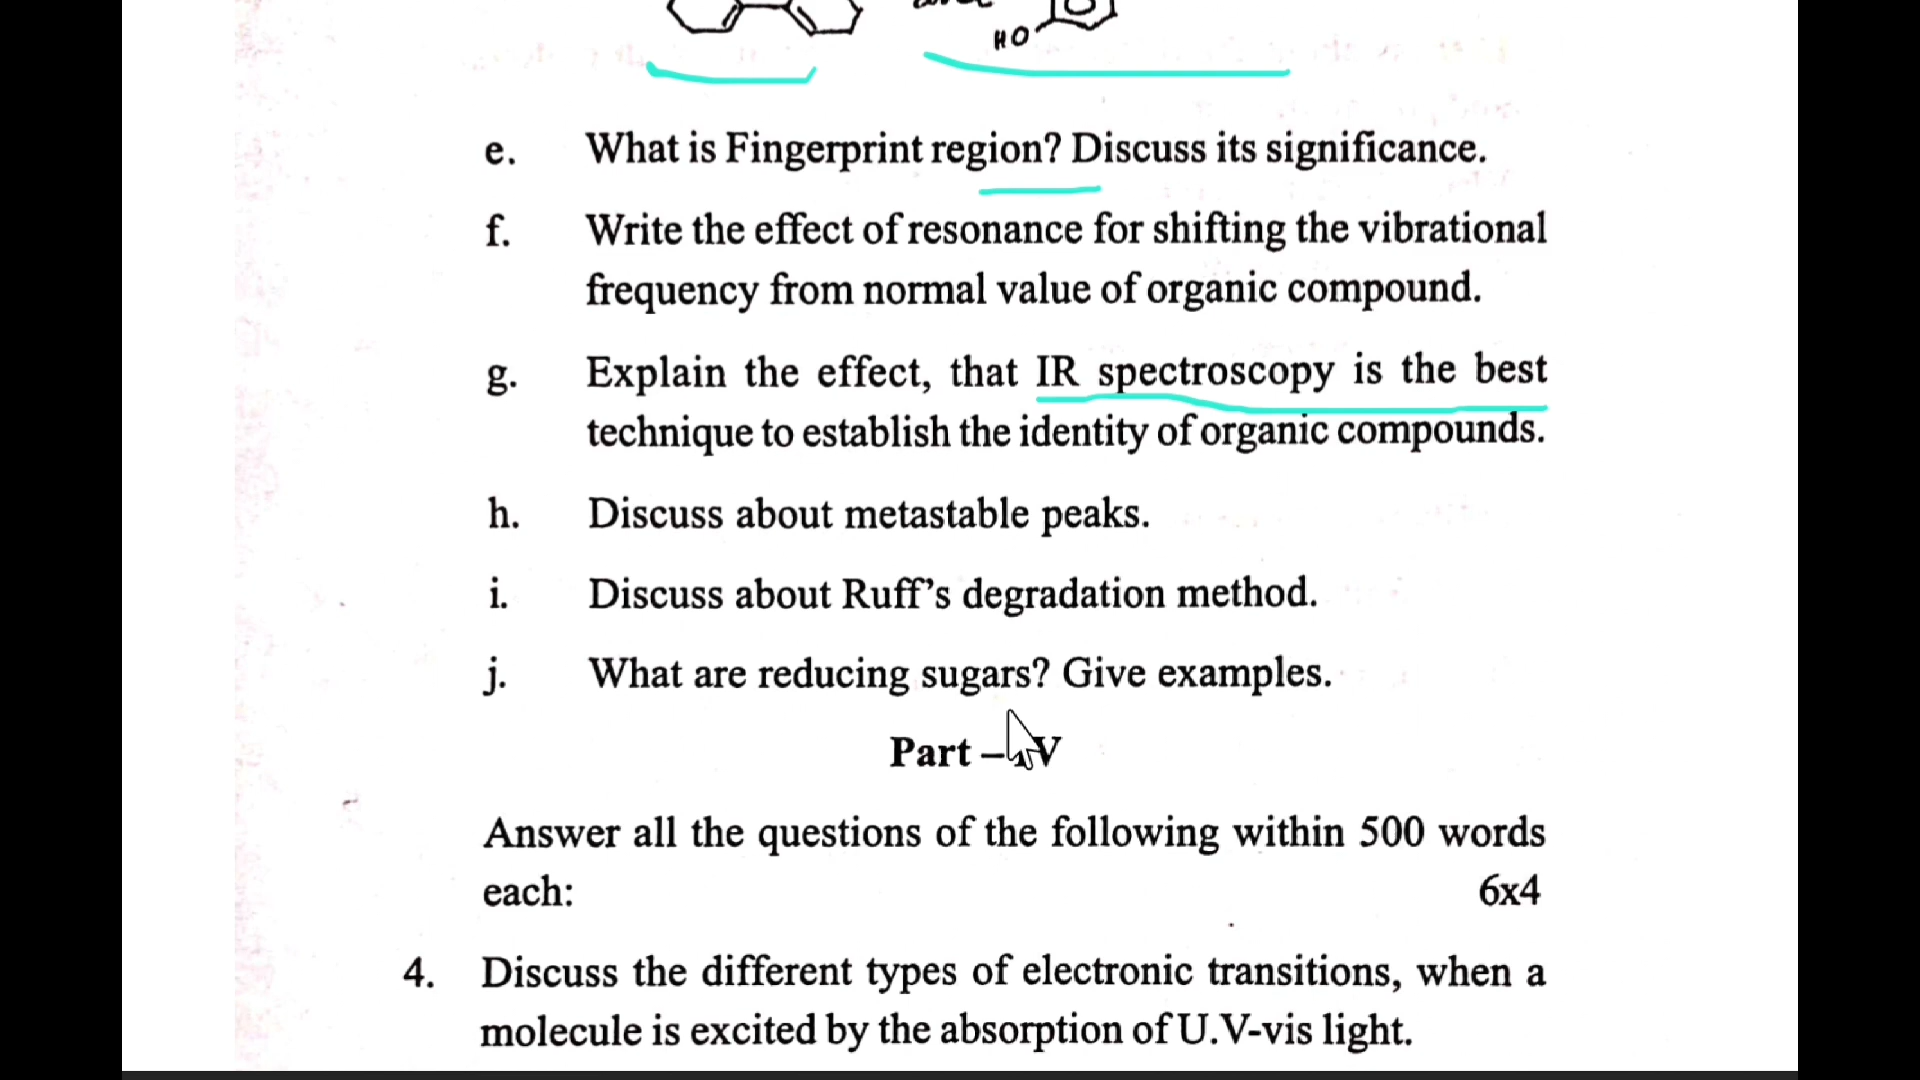 HO
e. What is Fingerprint region? Discuss its significance.
f. Write the effect of resonance for shifting the vibrational
frequency from normal value of organic compound.
g. Explain the effect, that IR spectroscopy is the best
technique to establish the identity of organic compounds.
h. Discuss about metastable peaks.
i. Discuss about Ruff’s degradation method.
j. What are reducing sugars? Give examples.
Part –
Answer all the questions of the following within 500 words
each: 6x4
4. Discuss the different types of electronic transitions, when a
molecule is excited by the absorption of U.V-vis light.